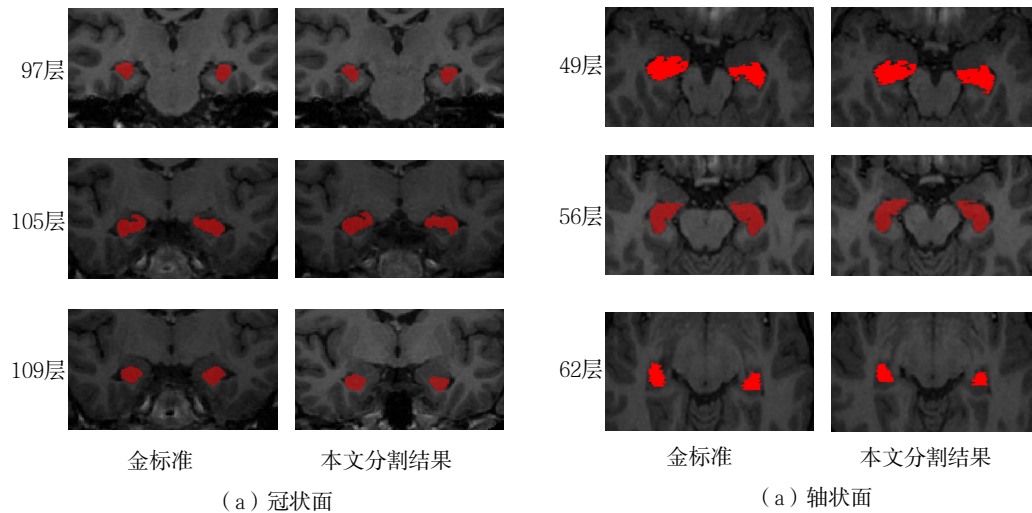 97层
105层
109层
金标准 本文分割结果
（a）冠状面
49层
56层
62层
金标准 本文分割结果
（a）轴状面